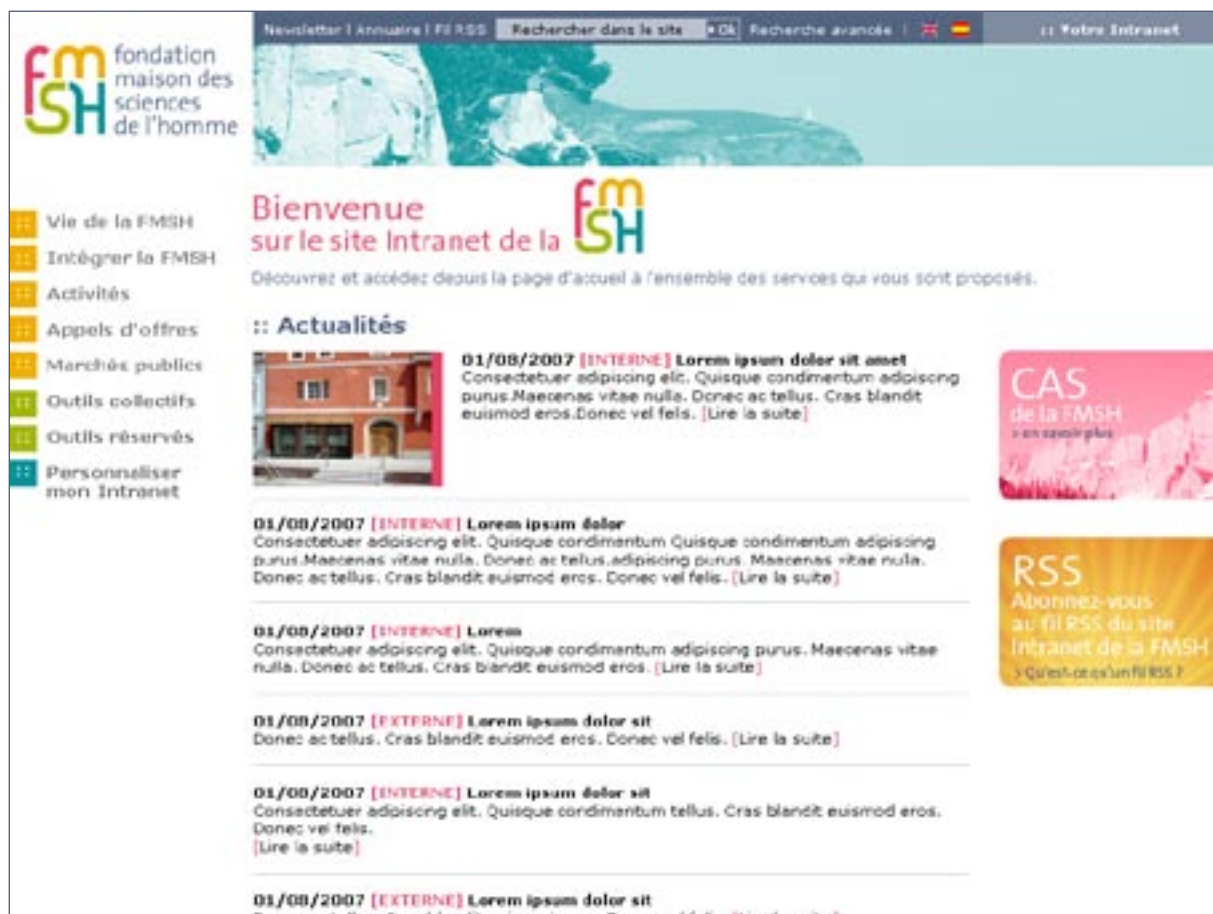 Newsletter | Annuaire | Fil RSS Rechercher dans le site Ok Recherche avancée | :: Votre Intranet
FMSH
fondation
maison des
sciences
de l'homme
:: Vie de la FMSH
:: Intégrer la FMSH
:: Activités
:: Appels d'offres
:: Marchés publics
:: Outils collectifs
:: Outils réservés
:: Personnaliser
mon Intranet
Bienvenue
sur le site Intranet de la FMSH
Découvrez et accédez depuis la page d'accueil à l'ensemble des services qui vous sont proposés.
:: Actualités
01/08/2007 [INTERNE] Lorem ipsum dolor sit amet
Consectetuer adipiscing elit. Quisque condimentum adipiscing
purus.Maecenas vitae nulla. Donec ac tellus. Cras blandit
euismod eros.Donec vel felis. [Lire la suite]
01/08/2007 [INTERNE] Lorem ipsum dolor
Consectetuer adipiscing elit. Quisque condimentum Quisque condimentum adipiscing
purus.Maecenas vitae nulla. Donec ac tellus.adipiscing purus. Maecenas vitae nulla.
Donec ac tellus. Cras blandit euismod eros. Donec vel felis. [Lire la suite]
01/08/2007 [INTERNE] Lorem
Consectetuer adipiscing elit. Quisque condimentum adipiscing purus. Maecenas vitae
nulla. Donec ac tellus. Cras blandit euismod eros. [Lire la suite]
01/08/2007 [EXTERNE] Lorem ipsum dolor sit
Donec ac tellus. Cras blandit euismod eros. Donec vel felis. [Lire la suite]
01/08/2007 [INTERNE] Lorem ipsum dolor sit
Consectetuer adipiscing elit. Quisque condimentum tellus. Cras blandit euismod eros.
Donec vel felis.
[Lire la suite]
01/08/2007 [EXTERNE] Lorem ipsum dolor sit
CAS
de la FMSH
> en savoir plus
RSS
Abonnez-vous
au fil RSS du site
Intranet de la FMSH
> Qu'est-ce qu'un fil RSS ?